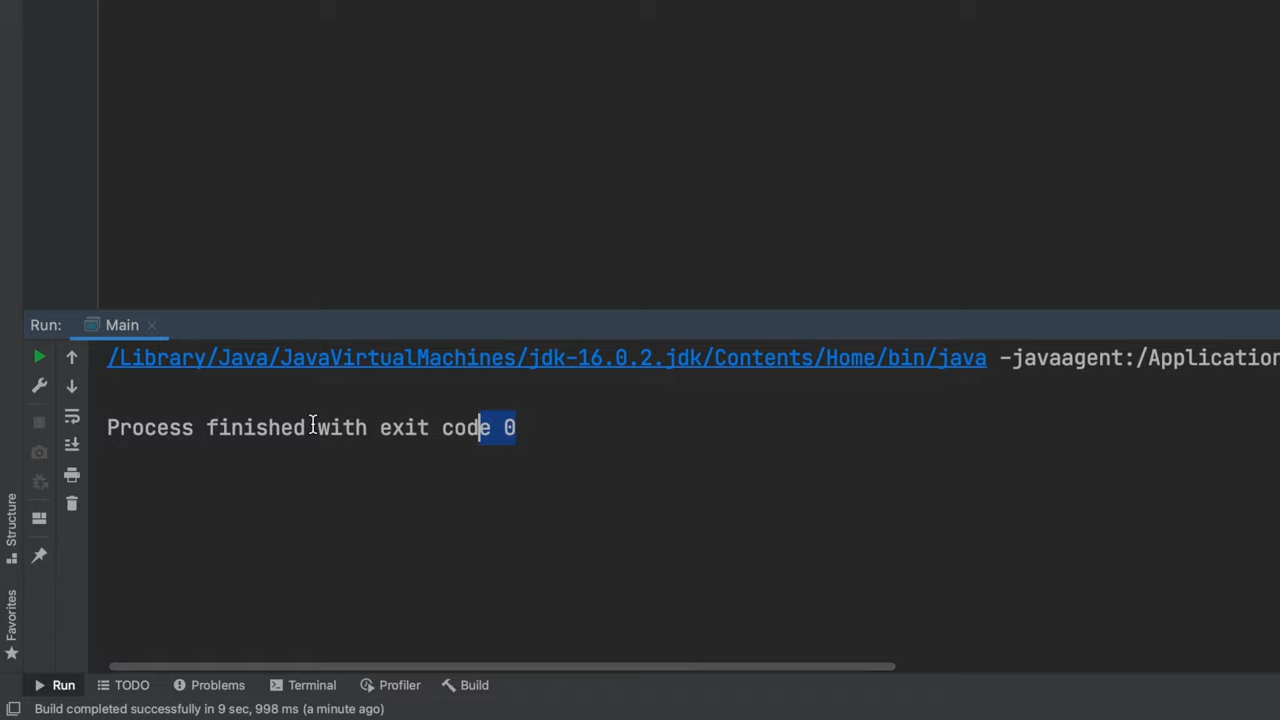 Run: Main
/Library/Java/JavaVirtualMachines/jdk-16.0.2.jdk/Contents/Home/bin/java -javaagent:/Application
Process finished with exit code 0
Structure
Favorites
Run TODO Problems Terminal Profiler Build
Build completed successfully in 9 sec, 998 ms (a minute ago)